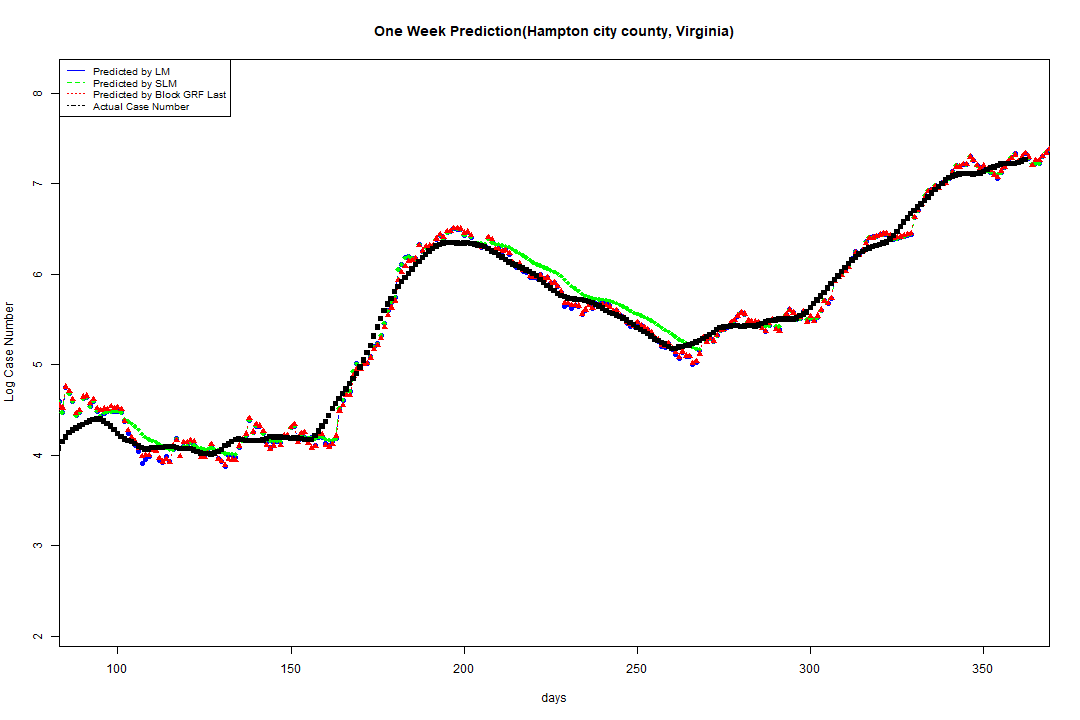 One Week Prediction(Hampton city county, Virginia)
Predicted by LM
Predicted by SLM
Predicted by Block GRF Last
Actual Case Number
8
7
6
5
4
3
2
Log Case Number
100 150 200 250 300 350
days